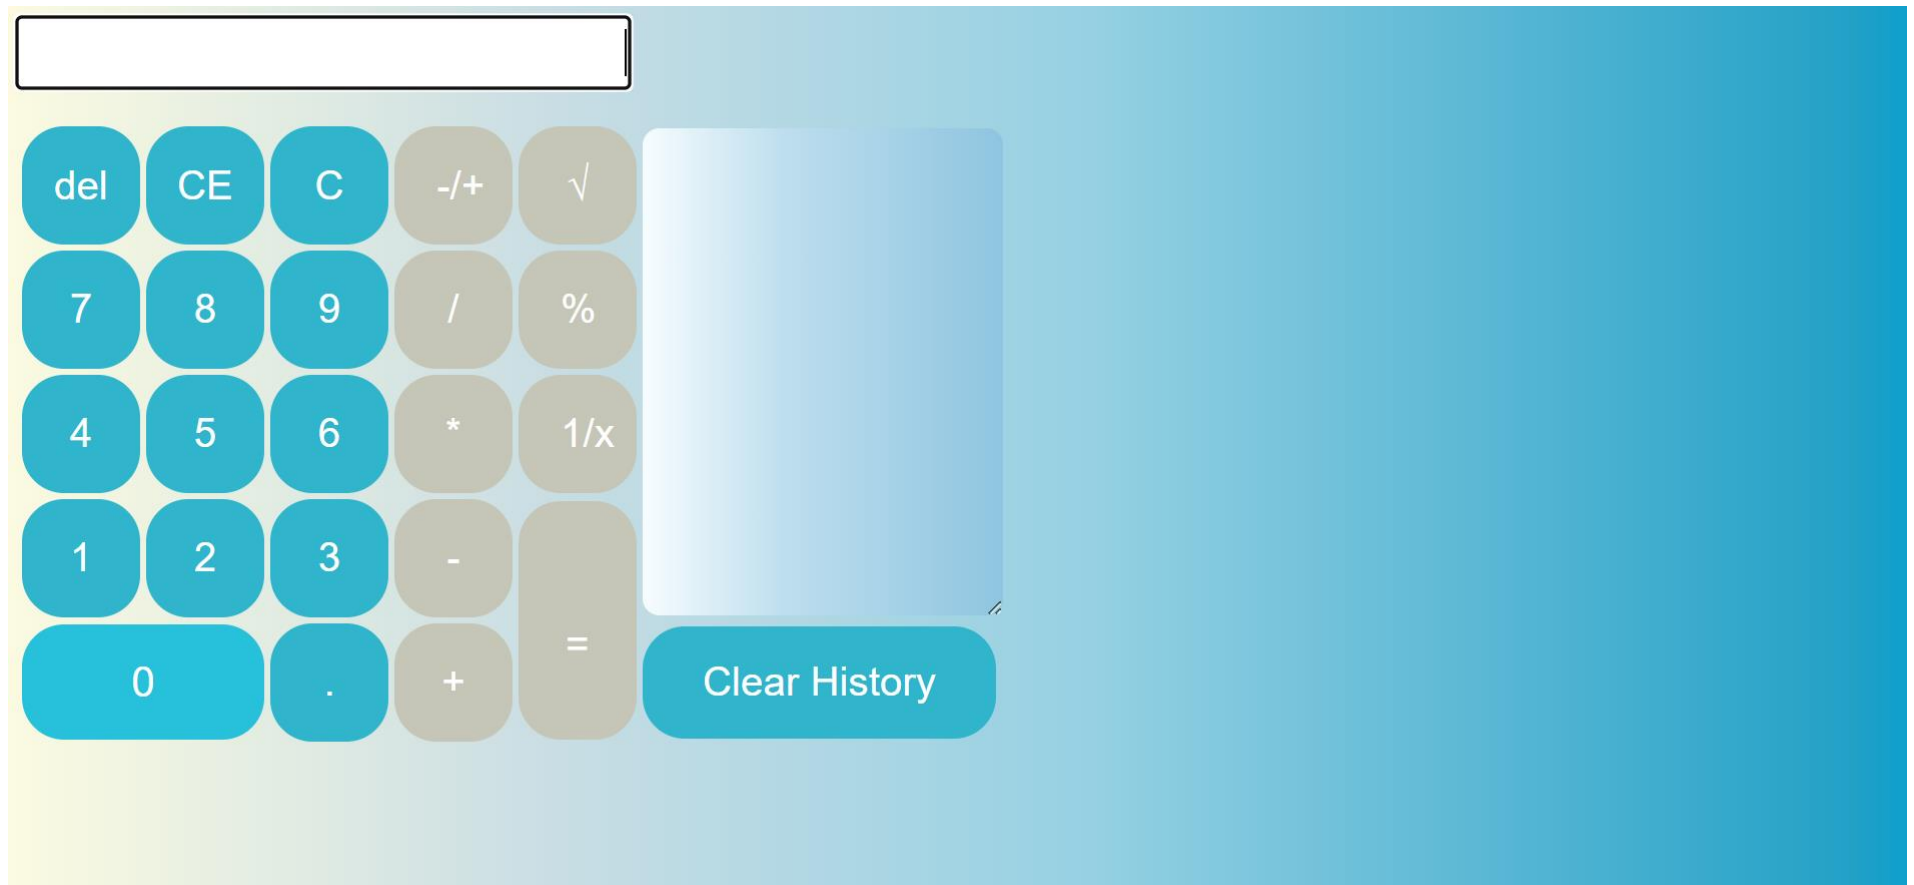 del CE C -/+ √
7 8 9 / %
4 5 6 * 1/x
1 2 3 -
=
0 . + Clear History